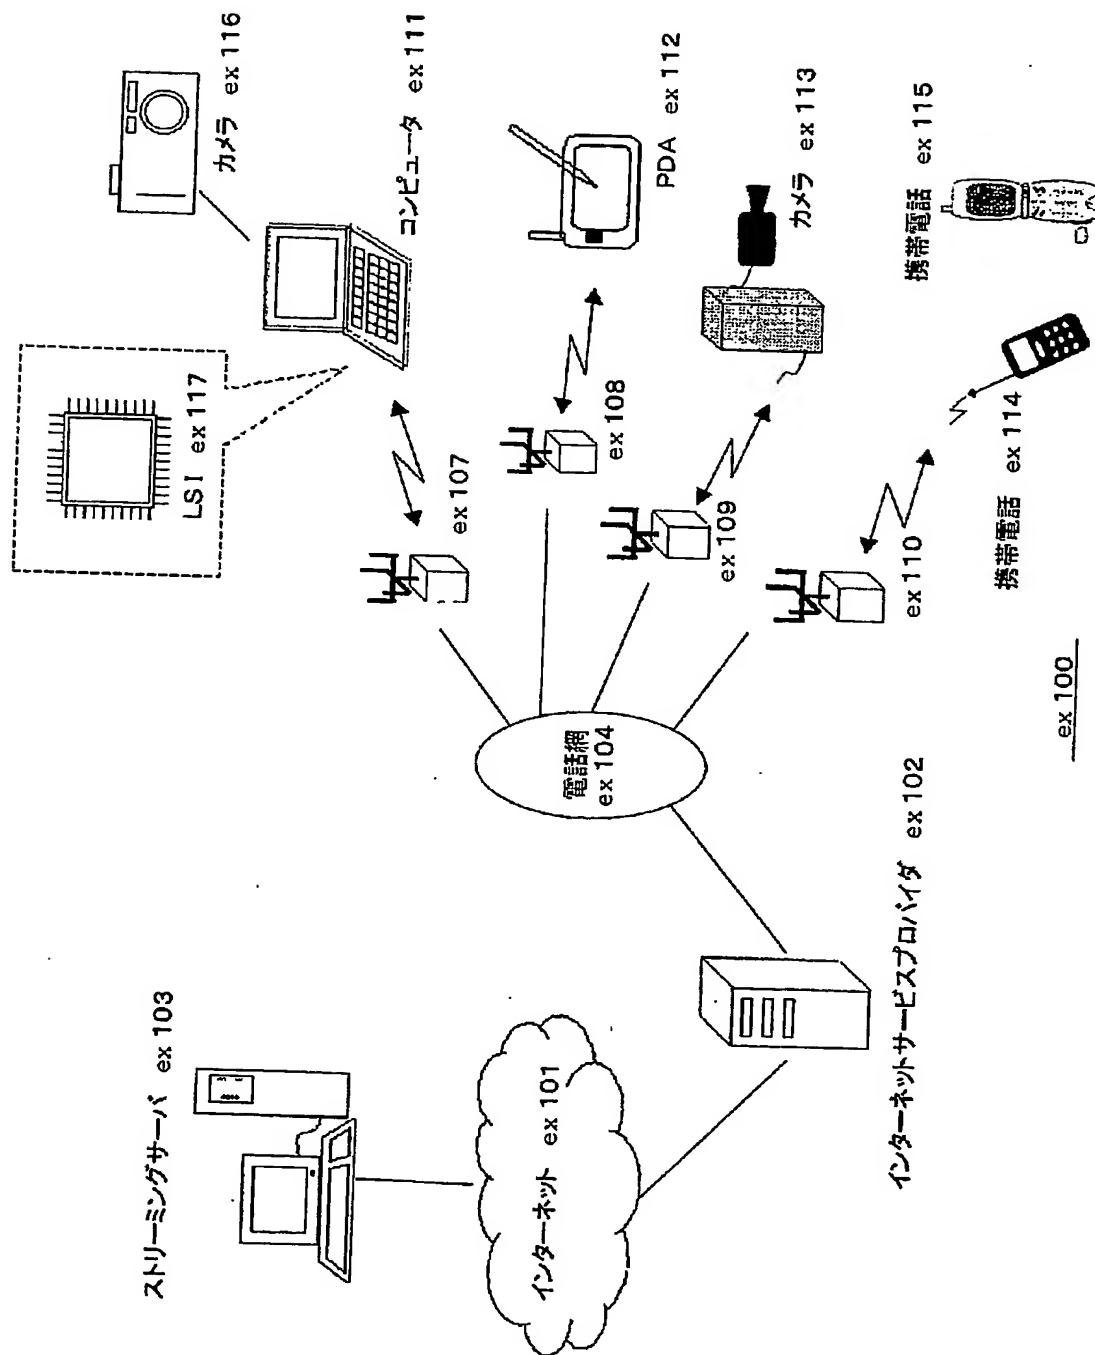 ストリーミングサーバ ex 103
インターネット ex 101
インターネットサービスプロバイダ ex 102
電話網
ex 104
LSI ex 117
ex 107
ex 108
ex 109
ex 110
カメラ ex 116
コンピュータ ex 111
PDA ex 112
カメラ ex 113
携帯電話 ex 114
携帯電話 ex 115
ex 100